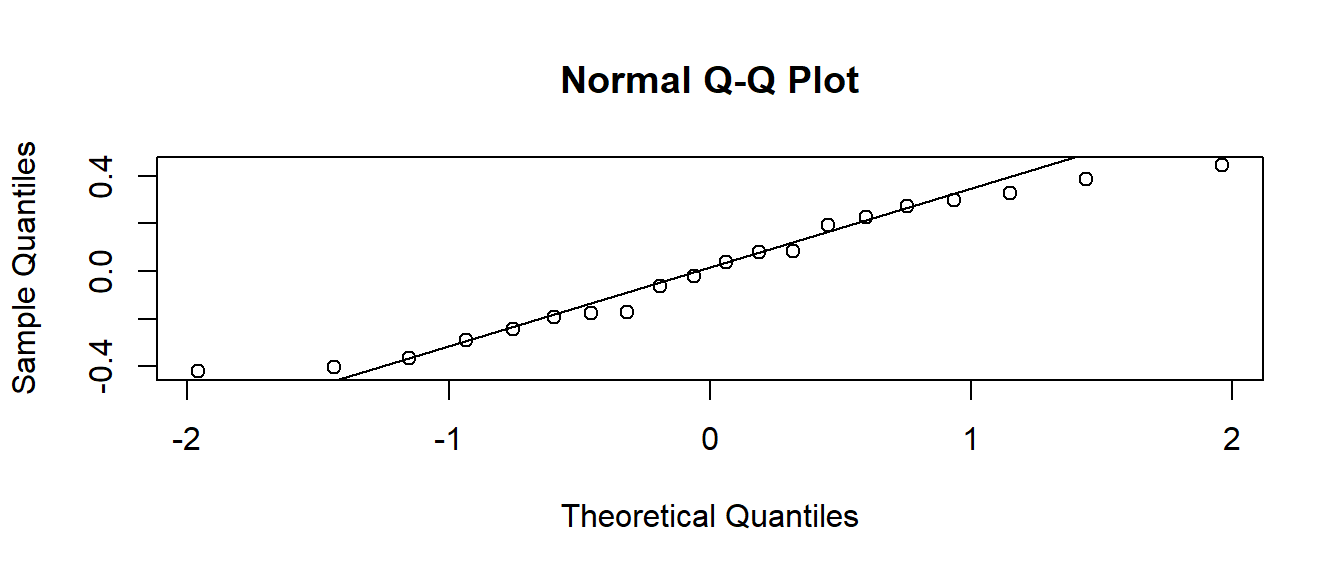 Normal Q-Q Plot
Sample Quantiles
0.4
0.0
-0.4
-2 -1 0 1 2
Theoretical Quantiles